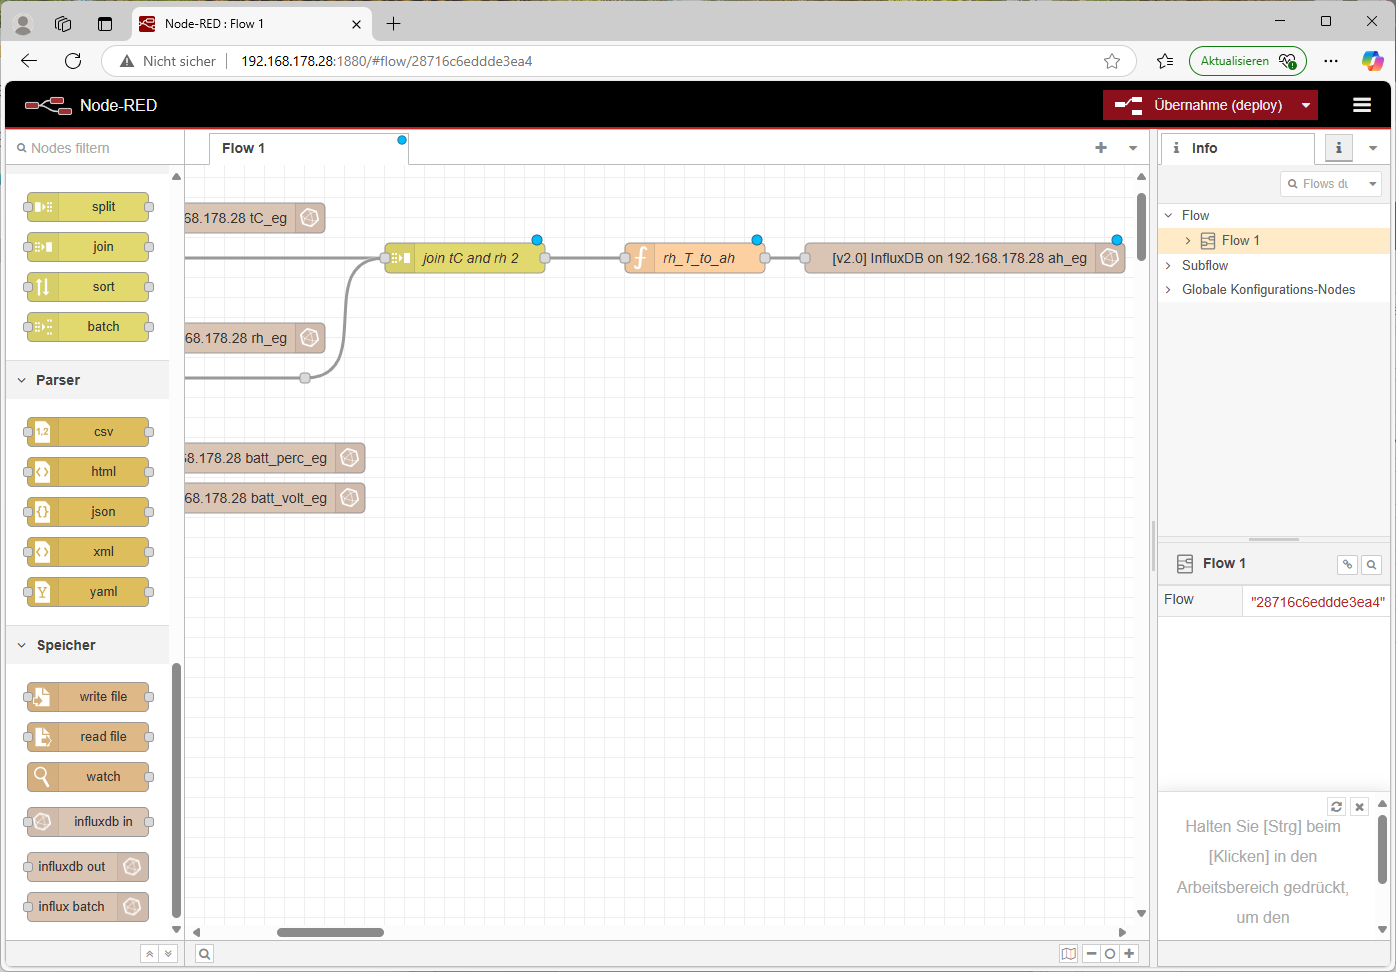 Node-RED : Flow 1
Nicht sicher
192.168.178.28:1880/#flow/28716c6eddde3ea4
Aktualisieren
Node-RED
Übernahme (deploy)
Nodes filtern
split
join
sort
batch
Parser
csv
html
json
xml
yaml
Speicher
write file
read file
watch
influxdb in
influxdb out
influx batch
Flow 1
68.178.28 tC_eg
join tC and rh 2
rh_T_to_ah
[v2.0] InfluxDB on 192.168.178.28 ah_eg
68.178.28 rh_eg
8.178.28 batt_perc_eg
68.178.28 batt_volt_eg
Info
Flows du
Flow
Flow 1
Subflow
Globale Konfigurations-Nodes
Flow 1
Flow
"28716c6eddde3ea4"
Halten Sie [Strg] beim
[Klicken] in den
Arbeitsbereich gedrückt,
um den